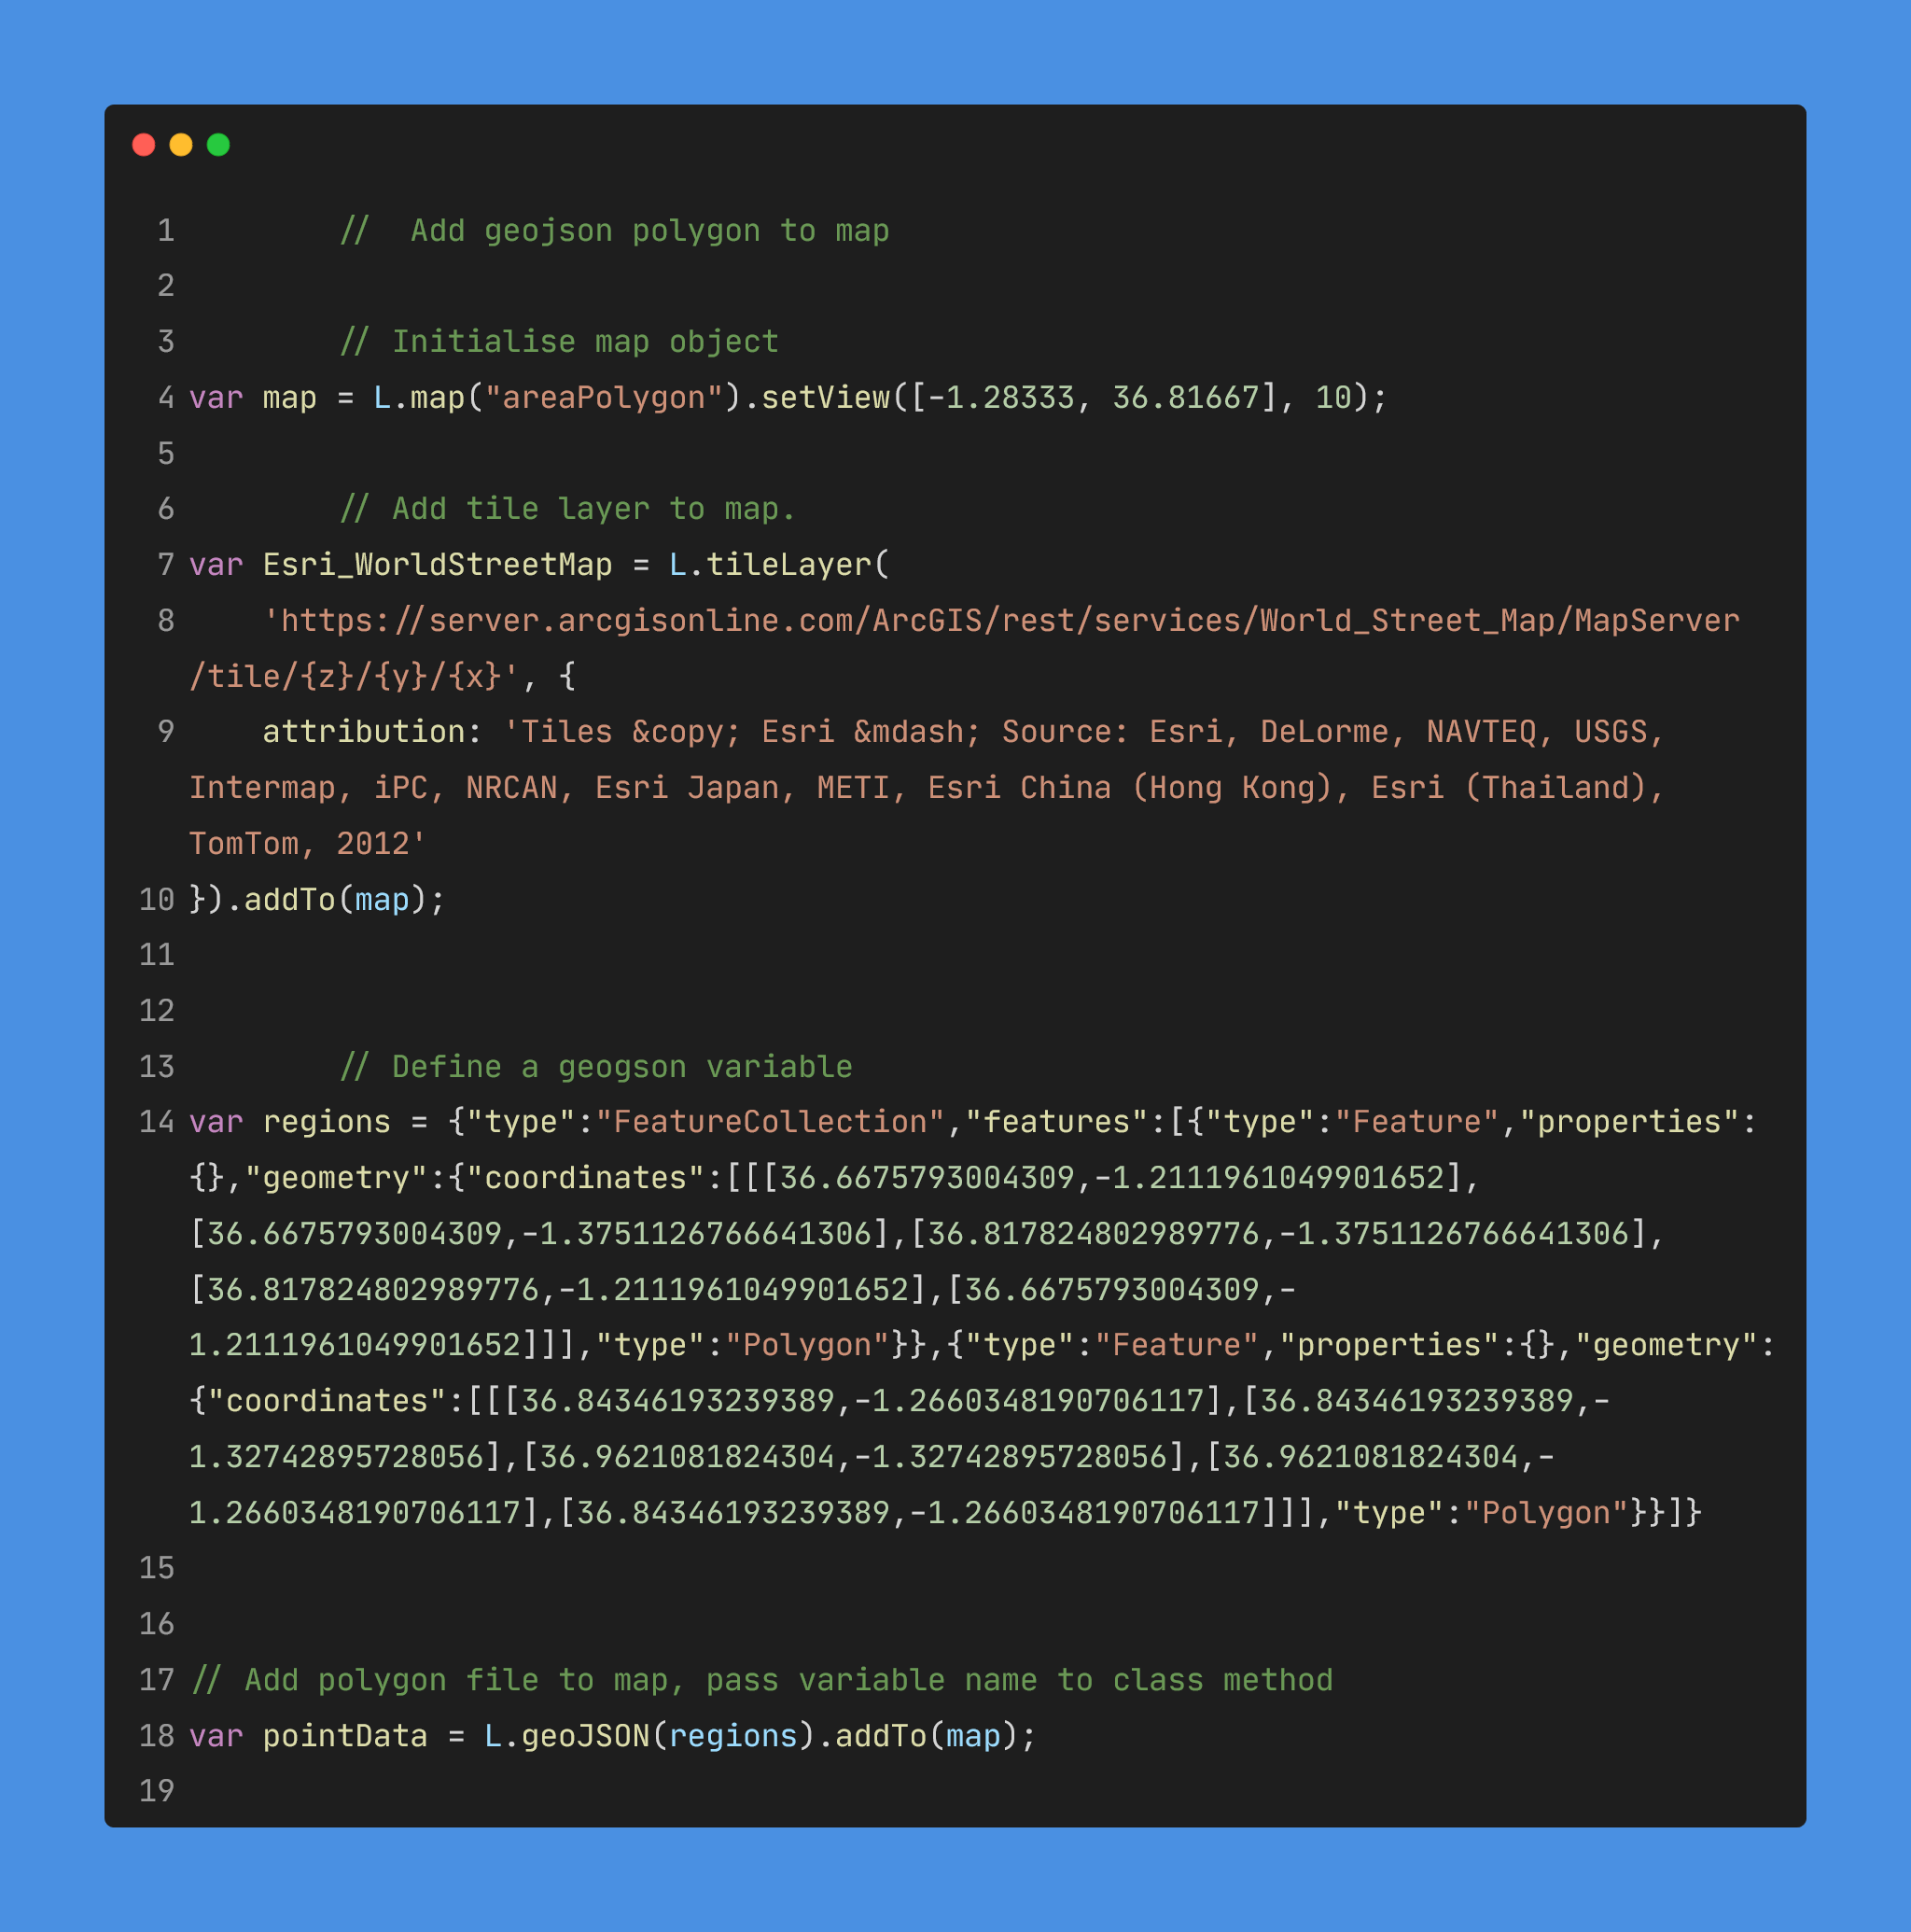 1 //  Add geojson polygon to map
2
3 // Initialise map object
4 var map = L.map("areaPolygon").setView([-1.28333, 36.81667], 10);
5
6 // Add tile layer to map.
7 var Esri_WorldStreetMap = L.tileLayer(
8 'https://server.arcgisonline.com/ArcGIS/rest/services/World_Street_Map/MapServer
/tile/{z}/{y}/{x}', {
9 attribution: 'Tiles &copy; Esri &mdash; Source: Esri, DeLorme, NAVTEQ, USGS,
Intermap, iPC, NRCAN, Esri Japan, METI, Esri China (Hong Kong), Esri (Thailand),
TomTom, 2012'
10 }).addTo(map);
11
12
13 // Define a geogson variable
14 var regions = {"type":"FeatureCollection","features":[{"type":"Feature","properties":
{},"geometry":{"coordinates":[[[36.6675793004309,-1.2111961049901652],
[36.6675793004309,-1.3751126766641306],[36.817824802989776,-1.3751126766641306],
[36.817824802989776,-1.2111961049901652],[36.6675793004309,-
1.2111961049901652]]],"type":"Polygon"}},{"type":"Feature","properties":{},"geometry":
{"coordinates":[[[36.84346193239389,-1.2660348190706117],[36.84346193239389,-
1.32742895728056],[36.9621081824304,-1.32742895728056],[36.9621081824304,-
1.2660348190706117],[36.84346193239389,-1.2660348190706117]]],"type":"Polygon"}}]}
15
16
17 // Add polygon file to map, pass variable name to class method
18 var pointData = L.geoJSON(regions).addTo(map);
19